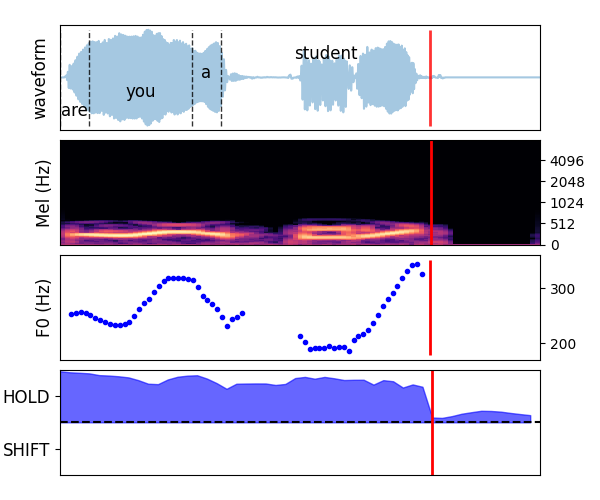 waveform
are
you
a
student
Mel (Hz)
4096
2048
1024
512
0
F0 (Hz)
300
200
HOLD
SHIFT